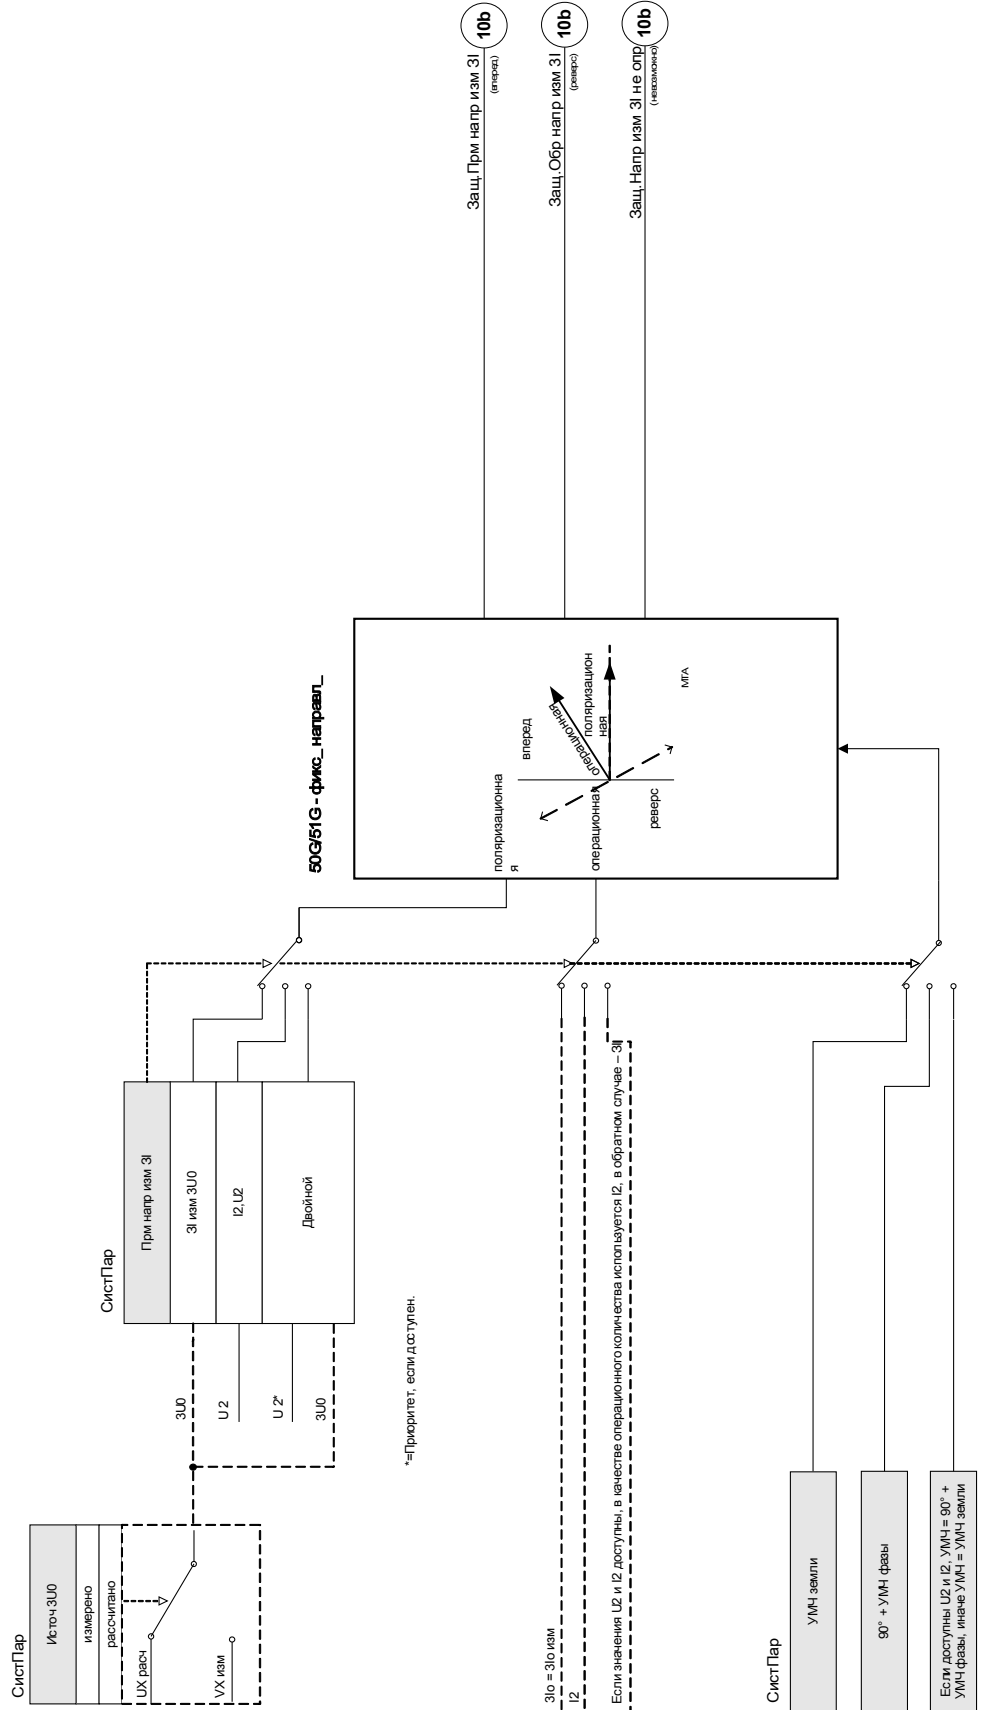 СистПар
Источ 3U0
измерено
рассчитано
UX расч
VX изм
3U0
U 2
U 2*
3U0
*=Приоритет, если доступен.
СистПар
Прм напр изм 3I
3I изм 3U0
I2,U2
Двойной
50G/51G - фикс_ направл_
поляризационна
я
операционная
вперед
операционная
поляризацион
ная
реверс
МГА
Защ.Прм напр изм 3I
(вперед)
10b
Защ.Обр напр изм 3I
(реверс)
10b
Защ.Напр изм 3I не опр
(невозможно)
10b
3Io = 3Io изм
I2
Если значения U2 и I2 доступны, в качестве операционного количества используется I2, в обратном случае – 3I
СистПар
УМЧ земли
90° + УМЧ фазы
Если доступны U2 и I2, УМЧ = 90° +
УМЧ фазы, иначе УМЧ = УМЧ земли